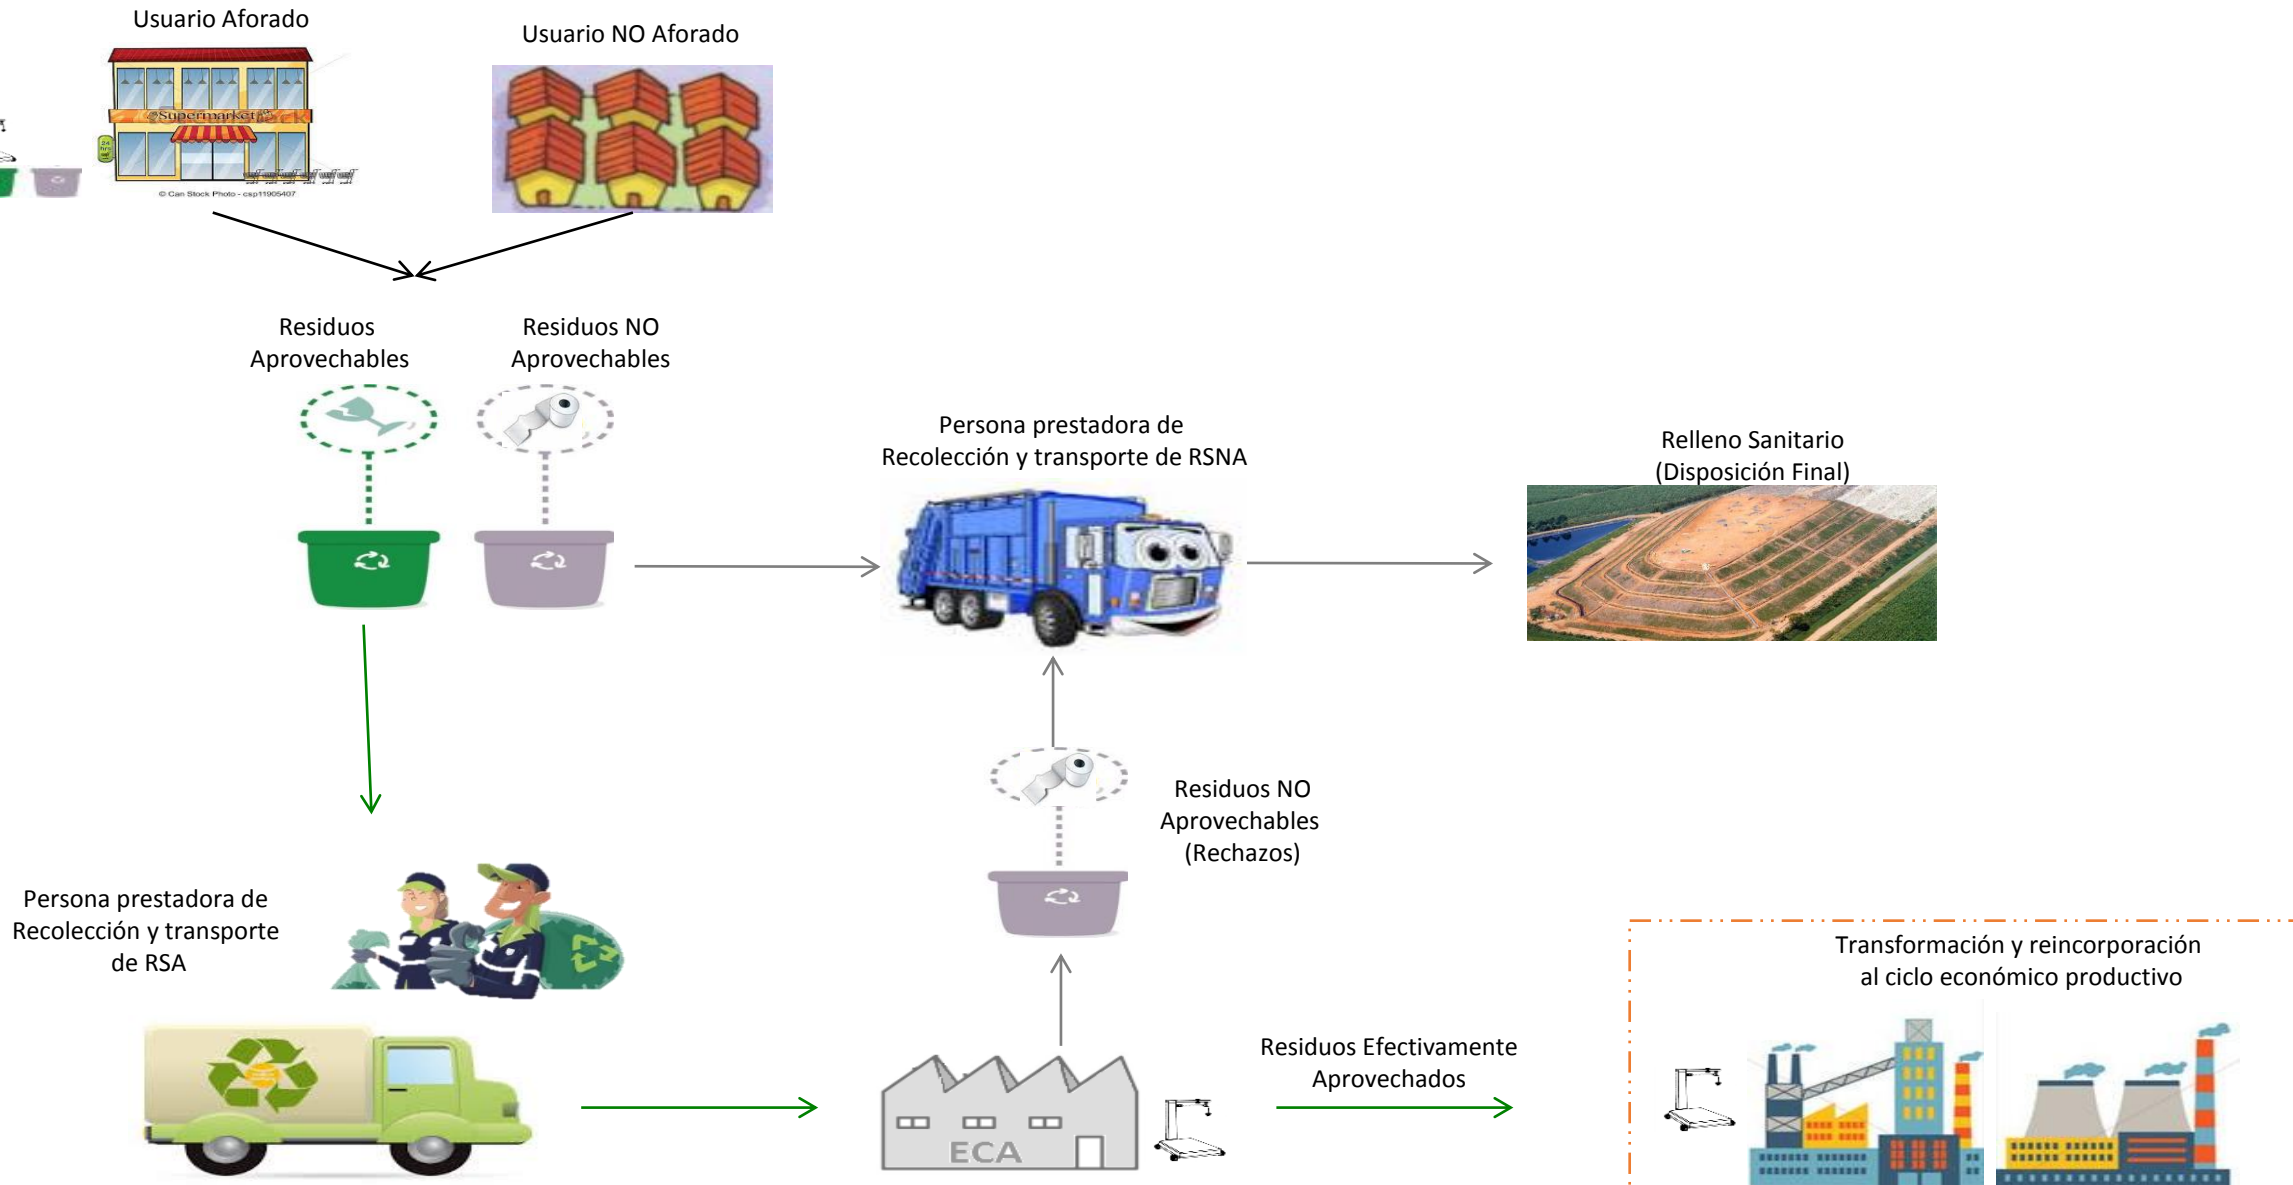 Usuario Aforado
Usuario NO Aforado
Supermarket
24
hrs
© Can Stock Photo - csp11905407
Residuos
Aprovechables
Residuos NO
Aprovechables
Persona prestadora de
Recolección y transporte de RSNA
Relleno Sanitario
(Disposición Final)
Residuos NO
Aprovechables
(Rechazos)
Persona prestadora de
Recolección y transporte
de RSA
Transformación y reincorporación
al ciclo económico productivo
Residuos Efectivamente
Aprovechados
ECA